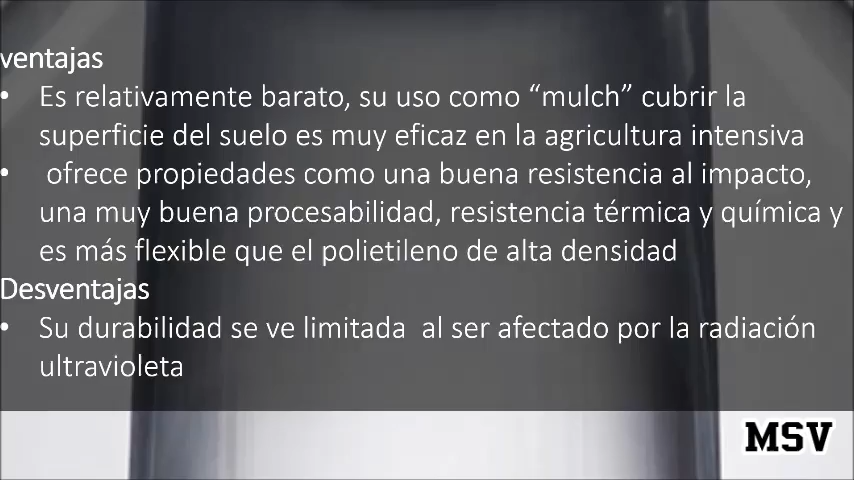 ventajas
• Es relativamente barato, su uso como “mulch” cubrir la
superficie del suelo es muy eficaz en la agricultura intensiva
• ofrece propiedades como una buena resistencia al impacto,
una muy buena procesabilidad, resistencia térmica y química y
es más flexible que el polietileno de alta densidad
Desventajas
• Su durabilidad se ve limitada al ser afectado por la radiación
ultravioleta
MSV